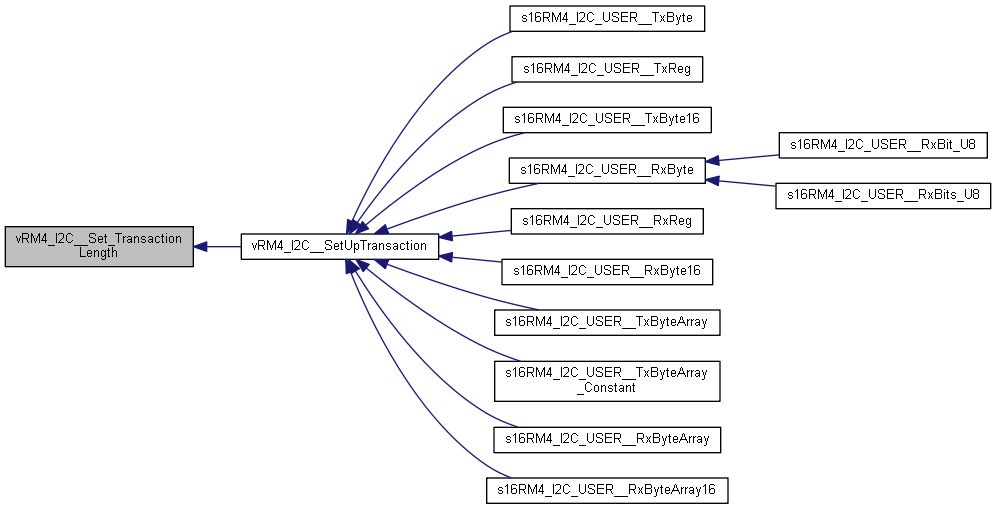 s16RM4_I2C_USER__TxByte
s16RM4_I2C_USER__TxReg
s16RM4_I2C_USER__TxByte16
s16RM4_I2C_USER__RxBit_U8
s16RM4_I2C_USER__RxByte
s16RM4_I2C_USER__RxBits_U8
s16RM4_I2C_USER__RxReg
vRM4_I2C__Set_Transaction
Length
vRM4_I2C__SetUpTransaction
s16RM4_I2C_USER__RxByte16
s16RM4_I2C_USER__TxByteArray
s16RM4_I2C_USER__TxByteArray
_Constant
s16RM4_I2C_USER__RxByteArray
s16RM4_I2C_USER__RxByteArray16